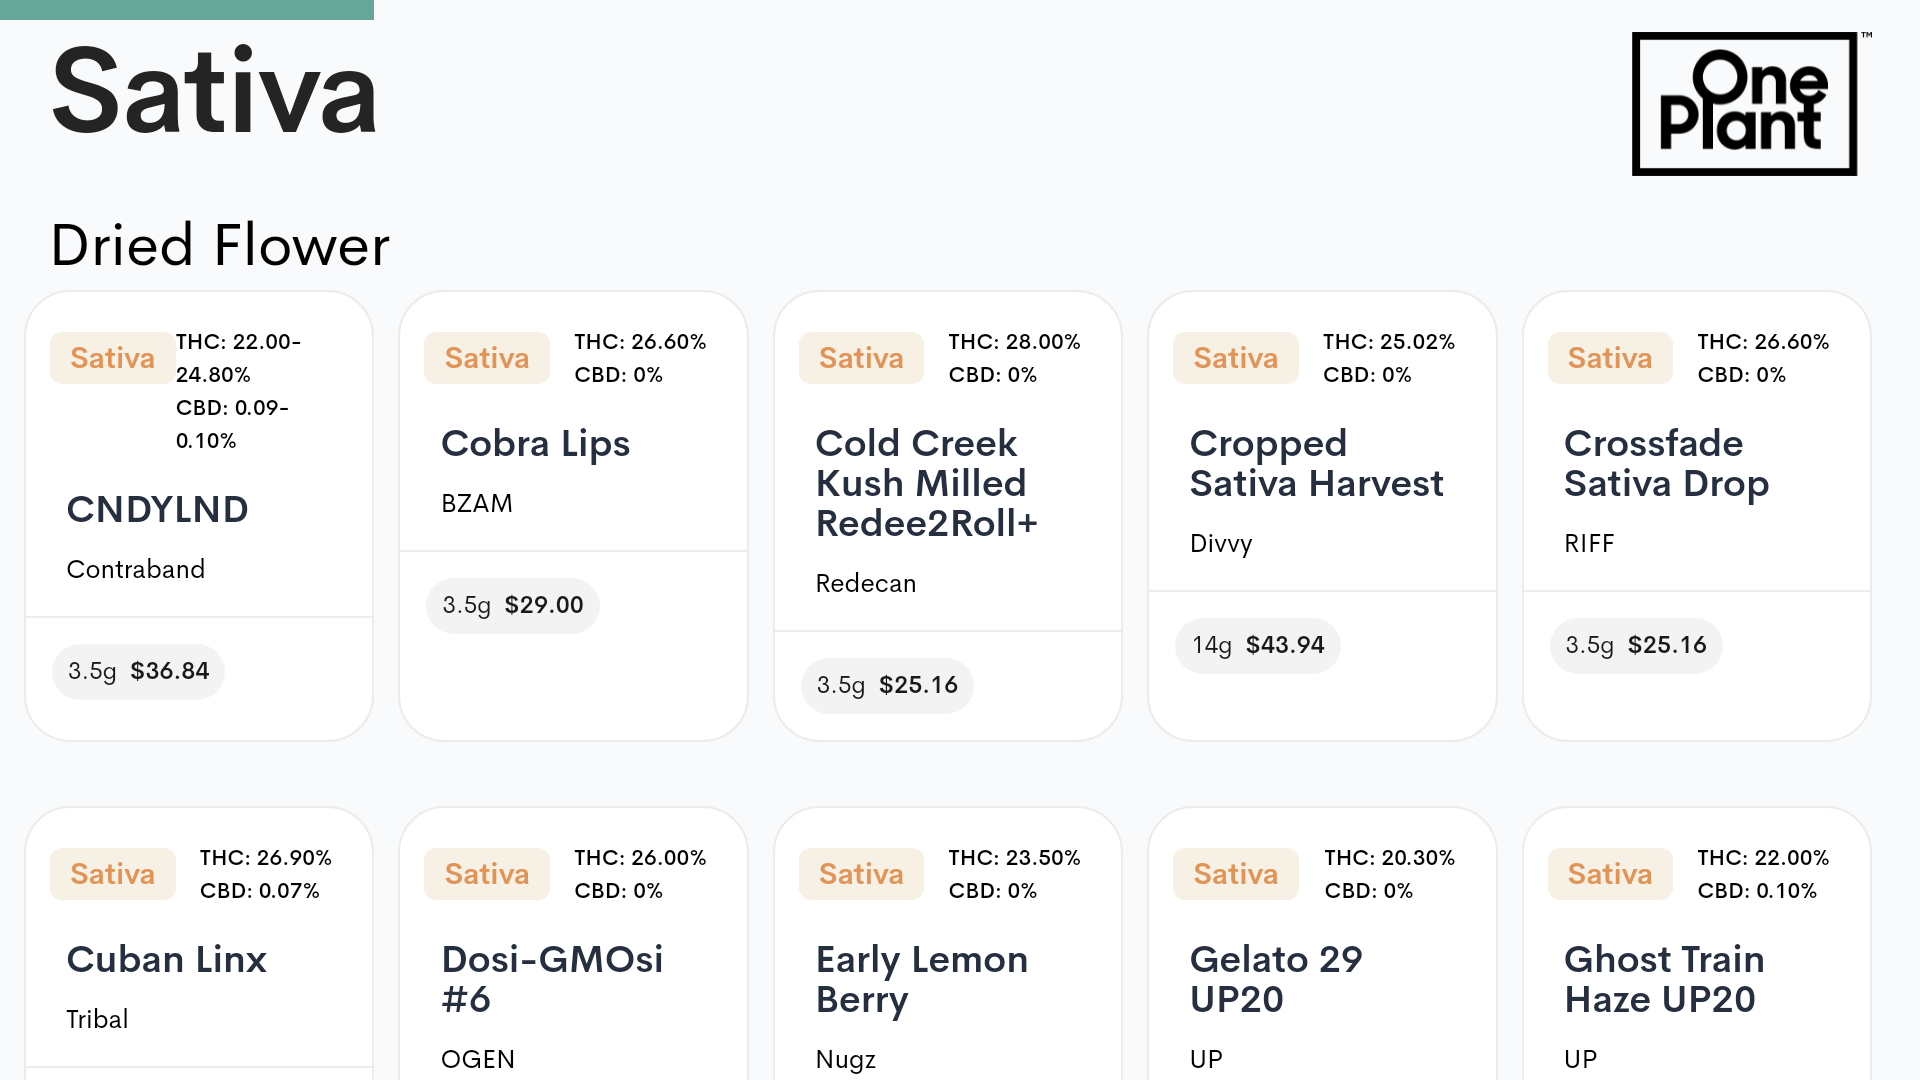 Sativa
One
Plant
™
Dried Flower
Sativa
THC: 22.00-
24.80%
CBD: 0.09-
0.10%
CNDYLND
Contraband
3.5g $36.84
Sativa
THC: 26.60%
CBD: 0%
Cobra Lips
BZAM
3.5g $29.00
Sativa
THC: 28.00%
CBD: 0%
Cold Creek
Kush Milled
Redee2Roll+
Redecan
3.5g $25.16
Sativa
THC: 25.02%
CBD: 0%
Cropped
Sativa Harvest
Divvy
14g $43.94
Sativa
THC: 26.60%
CBD: 0%
Crossfade
Sativa Drop
RIFF
3.5g $25.16
Sativa
THC: 26.90%
CBD: 0.07%
Cuban Linx
Tribal
Sativa
THC: 26.00%
CBD: 0%
Dosi-GMOsi
#6
OGEN
Sativa
THC: 23.50%
CBD: 0%
Early Lemon
Berry
Nugz
Sativa
THC: 20.30%
CBD: 0%
Gelato 29
UP20
UP
Sativa
THC: 22.00%
CBD: 0.10%
Ghost Train
Haze UP20
UP